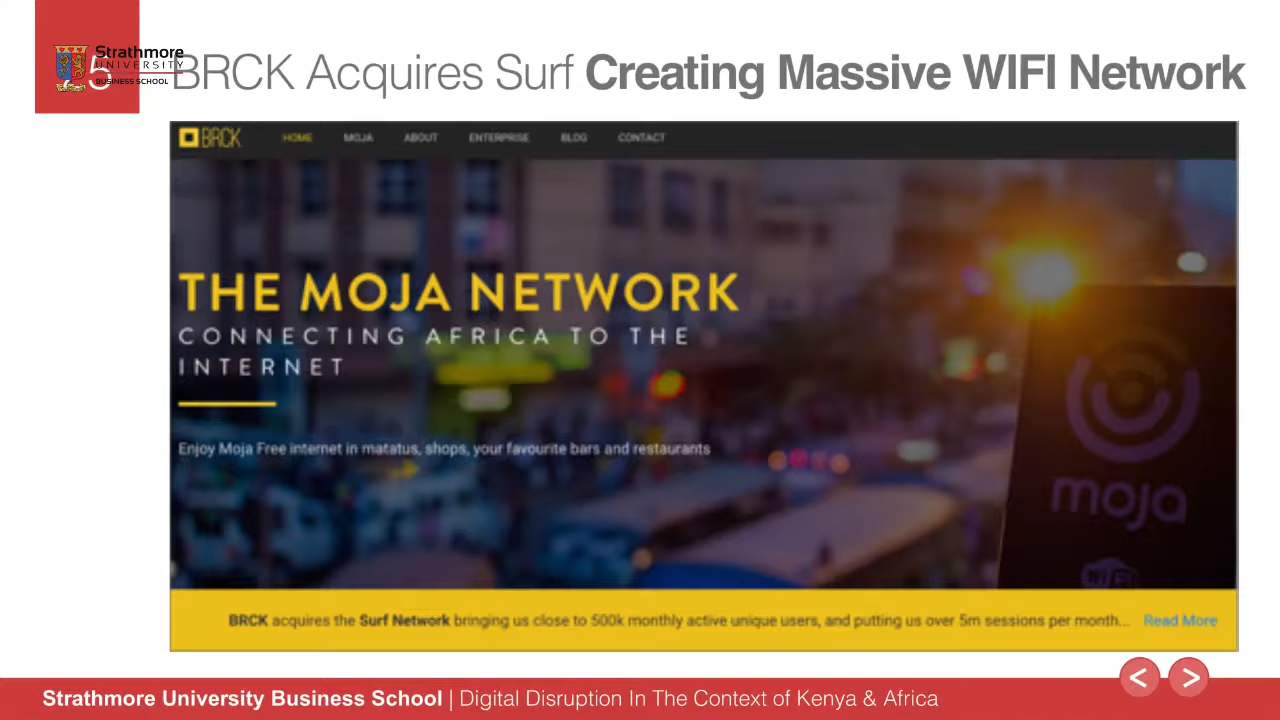 Strathmore
UNIVERSITY
BUSINESS SCHOOL
BRCK Acquires Surf Creating Massive WIFI Network
BRCK HOME MOJA ABOUT ENTERPRISE BLOG CONTACT
THE MOJA NETWORK
CONNECTING AFRICA TO THE
INTERNET
Enjoy Moja Free internet in matatus, shops, your favourite bars and restaurants
moja
WiFi
BRCK acquires the Surf Network bringing us close to 500k monthly active unique users, and putting us over 5m sessions per month... Read More
Strathmore University Business School | Digital Disruption In The Context of Kenya & Africa